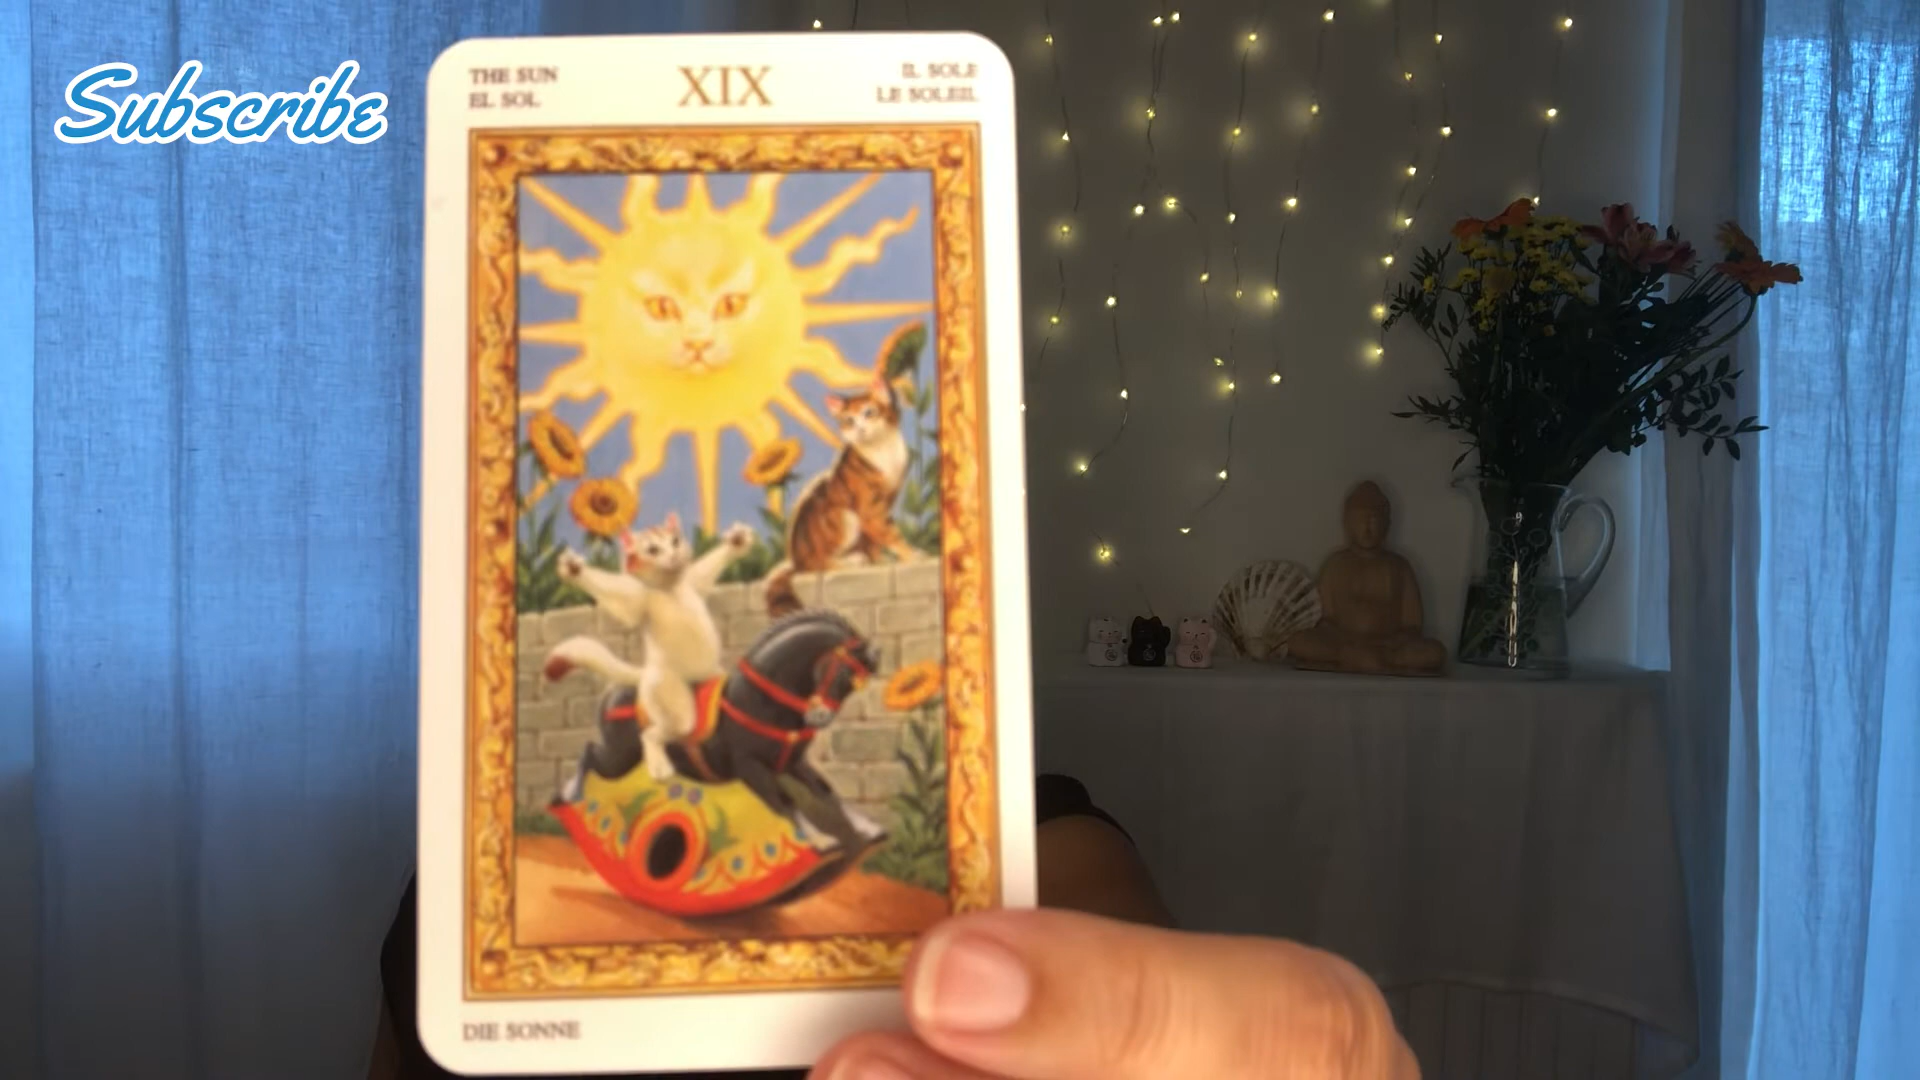 Subscribe
THE SUN
EL SOL
XIX
IL SOLE
LE SOLEIL
DIE SONNE